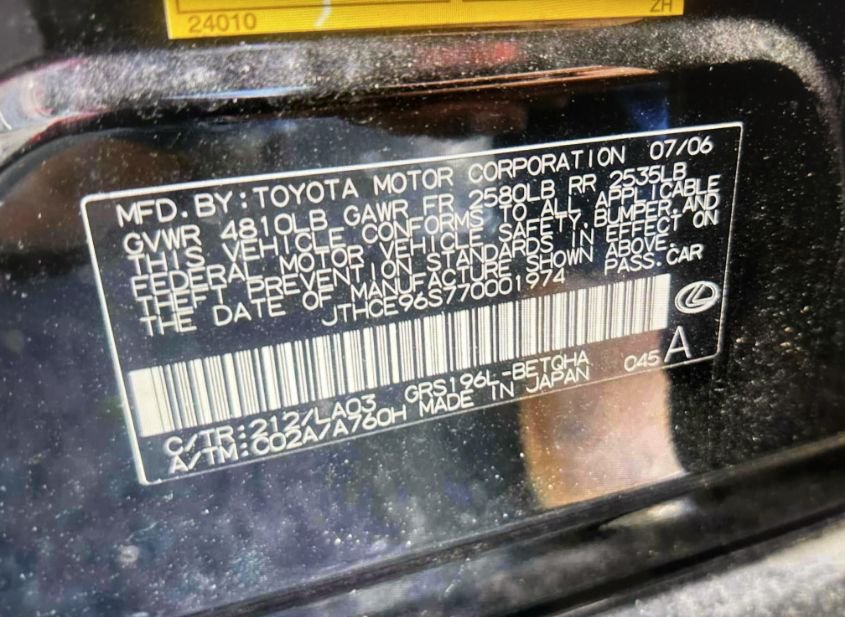 24010 ZH
MFD. BY: TOYOTA MOTOR CORPORATION 07/06
GVWR 4810LB GAWR FR 2580LB RR 2535LB
THIS VEHICLE CONFORMS TO ALL APPLICABLE
FEDERAL MOTOR VEHICLE SAFETY, BUMPER, AND
THEFT PREVENTION STANDARDS IN EFFECT ON
THE DATE OF MANUFACTURE SHOWN ABOVE.
JTHCE96S770001974 PASS. CAR
C/TR: 212/LA03 GRS196L-BETQHA 045 A
A/TM: C02A/A760H MADE IN JAPAN